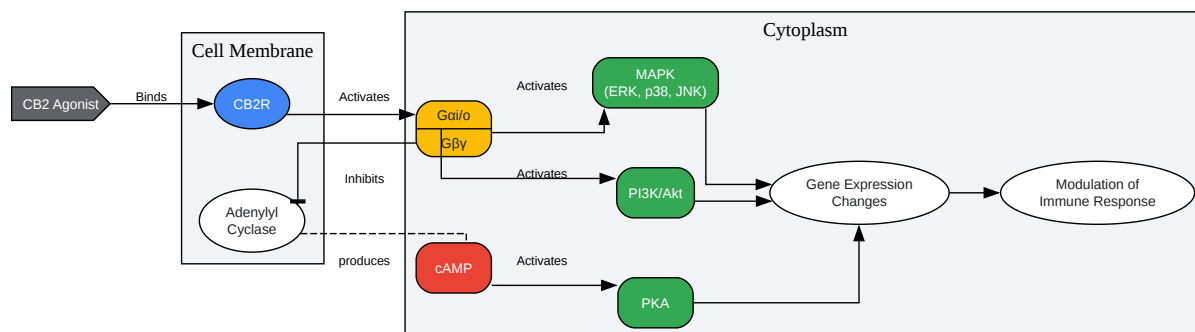 Cytoplasm
Cell Membrane
CB2 Agonist
Binds
CB2R
Activates
Gαi/o
Gβγ
Inhibits
Adenylyl
Cyclase
produces
cAMP
Activates
MAPK
(ERK, p38, JNK)
Activates
PI3K/Akt
Activates
PKA
Gene Expression
Changes
Modulation of
Immune Response